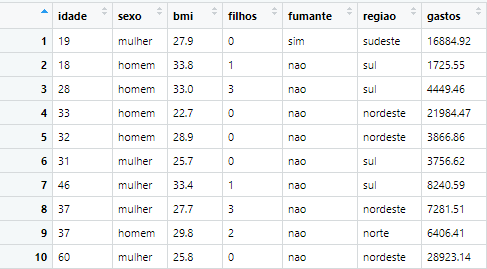 idade sexo bmi filhos fumante regiao gastos
1 19 mulher 27.9 0 sim sudeste 16884.92
2 18 homem 33.8 1 nao sul 1725.55
3 28 homem 33.0 3 nao sul 4449.46
4 33 homem 22.7 0 nao nordeste 21984.47
5 32 homem 28.9 0 nao nordeste 3866.86
6 31 mulher 25.7 0 nao sul 3756.62
7 46 mulher 33.4 1 nao sul 8240.59
8 37 mulher 27.7 3 nao nordeste 7281.51
9 37 homem 29.8 2 nao norte 6406.41
10 60 mulher 25.8 0 nao nordeste 28923.14